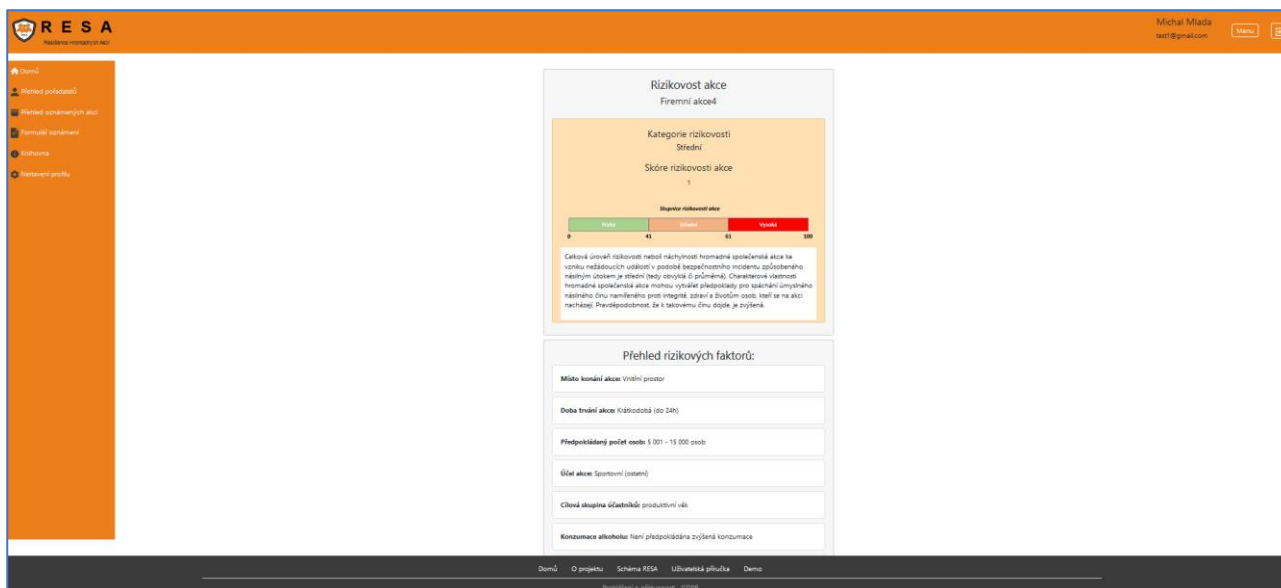 RESA
Michal Mlada
test1@gmail.com
Menu
Domů
Přehled pořadatelů
Přehled oznámených akcí
Formulář oznámení
Knihovna
Nastavení profilu
Rizikovost akce
Firemní akce4
Kategorie rizikovosti
Střední
Skóre rizikovosti akce
1
Stupnice rizikovosti akce
Nízká Střední Vysoká
0 41 61 100
Celková úroveň rizikovosti neboli náchylnosti hromadné společenské akce ke
vzniku nežádoucích událostí v podobě bezpečnostního incidentu způsobeného
násilným útokem je střední (tedy obvyklá či průměrná). Charakterové vlastnosti
hromadné společenská akce mohou vytvářet předpoklady pro spáchání úmyslného
násilného činu namířeného proti integritě, zdraví a životům osob, kteří se na akci
nacházejí. Pravděpodobnost, že k takovému činu dojde, je zvýšená.
Přehled rizikových faktorů:
Místo konání akce: Vnitřní prostor
Doba trvání akce: Krátkodobá (do 24h)
Předpokládaný počet osob: 5 001 – 15 000 osob
Účel akce: Sportovní (ostatní)
Cílová skupina účastníků: produktivní věk
Konzumace alkoholu: Není předpokládána zvýšená konzumace
Domů O projektu Schéma RESA Uživatelská příručka Demo
Prohlášení o přístupnosti GDPR